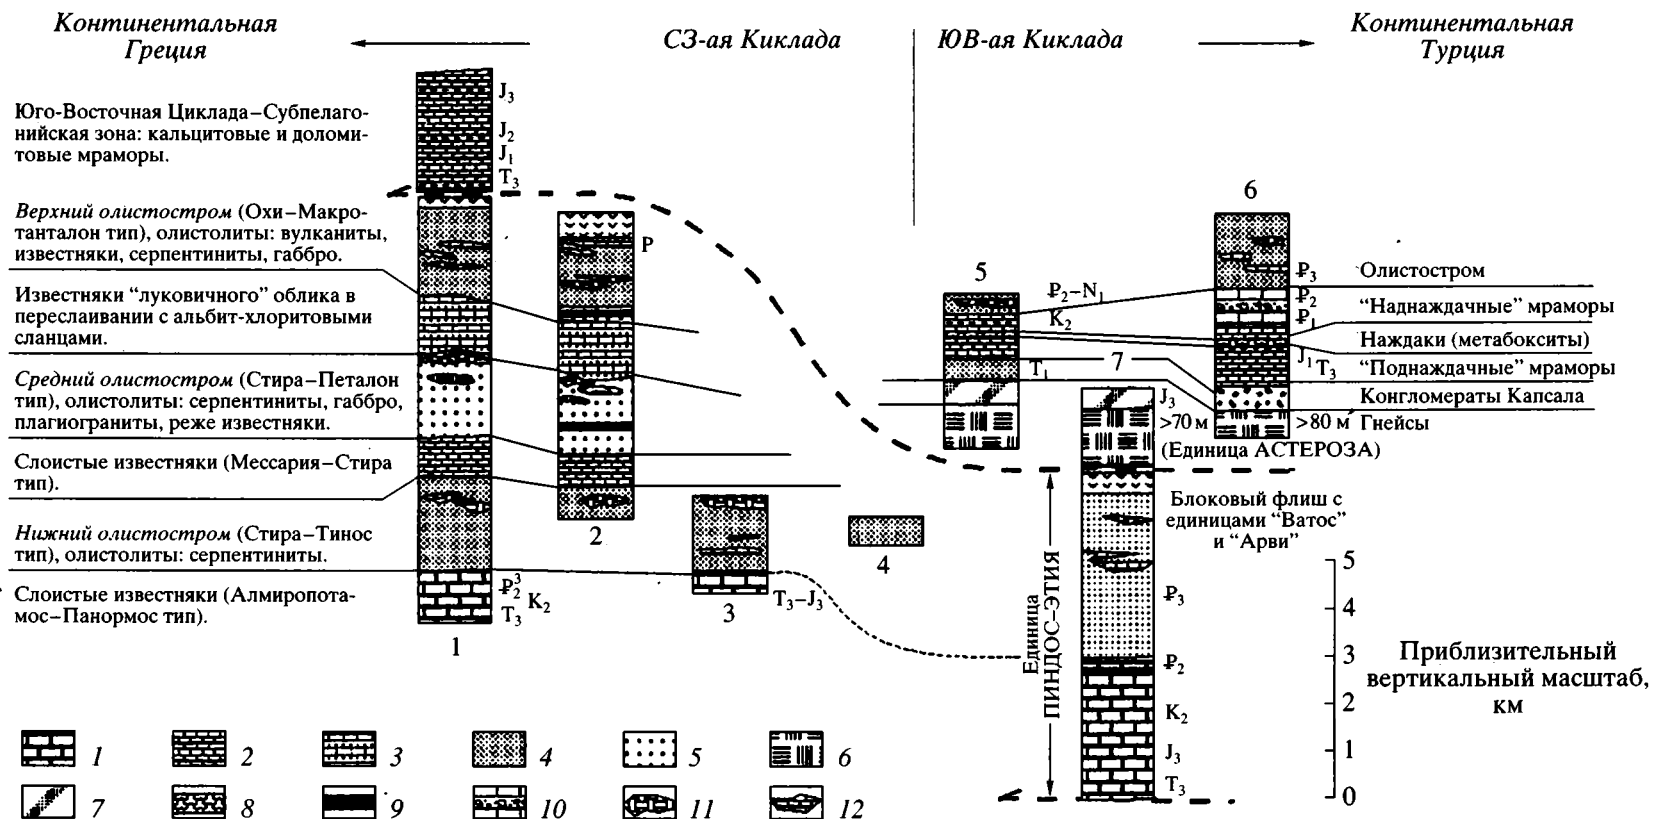 Континентальная
Греция
СЗ-ая Киклада
ЮВ-ая Киклада
Континентальная
Турция
Юго-Восточная Циклада–Субпелаго-
нийская зона: кальцитовые и доломи-
товые мраморы.
Верхний олистостром (Охи–Макро-
танталон тип), олистолиты: вулканиты,
известняки, серпентиниты, габбро.
Известняки “луковичного” облика в
переслаивании с альбит-хлоритовыми
сланцами.
Средний олистостром (Стира–Петалон
тип), олистолиты: серпентиниты, габбро,
плагиограниты, реже известняки.
Слоистые известняки (Мессария–Стира
тип).
Нижний олистостром (Стира–Тинос
тип), олистолиты: серпентиниты.
Слоистые известняки (Алмиропота-
мос–Панормос тип).
J₃
J₂
J₁
T₃
₽₂³ K₂
T₃
1
P
2
T₃–J₃
3
4
5
₽₂–N₁
K₂
T₁
7
6
₽₃
₽₂
₽₁
J₁
T₃
Олистостром
“Наднаждачные” мраморы
Наждаки (метабокситы)
“Поднаждачные” мраморы
Конгломераты Капсала
Гнейсы
J₃
>70 м
>80 м
(Единица АСТЕРОЗА)
Блоковый флиш с
единицами “Ватос”
и “Арви”
Единица
ПИНДОС–ЭТИЯ
₽₃
₽₂
K₂
J₃
T₃
5
4
3
2
1
0
Приблизительный
вертикальный масштаб,
км
1 2 3 4 5 6
7 8 9 10 11 12